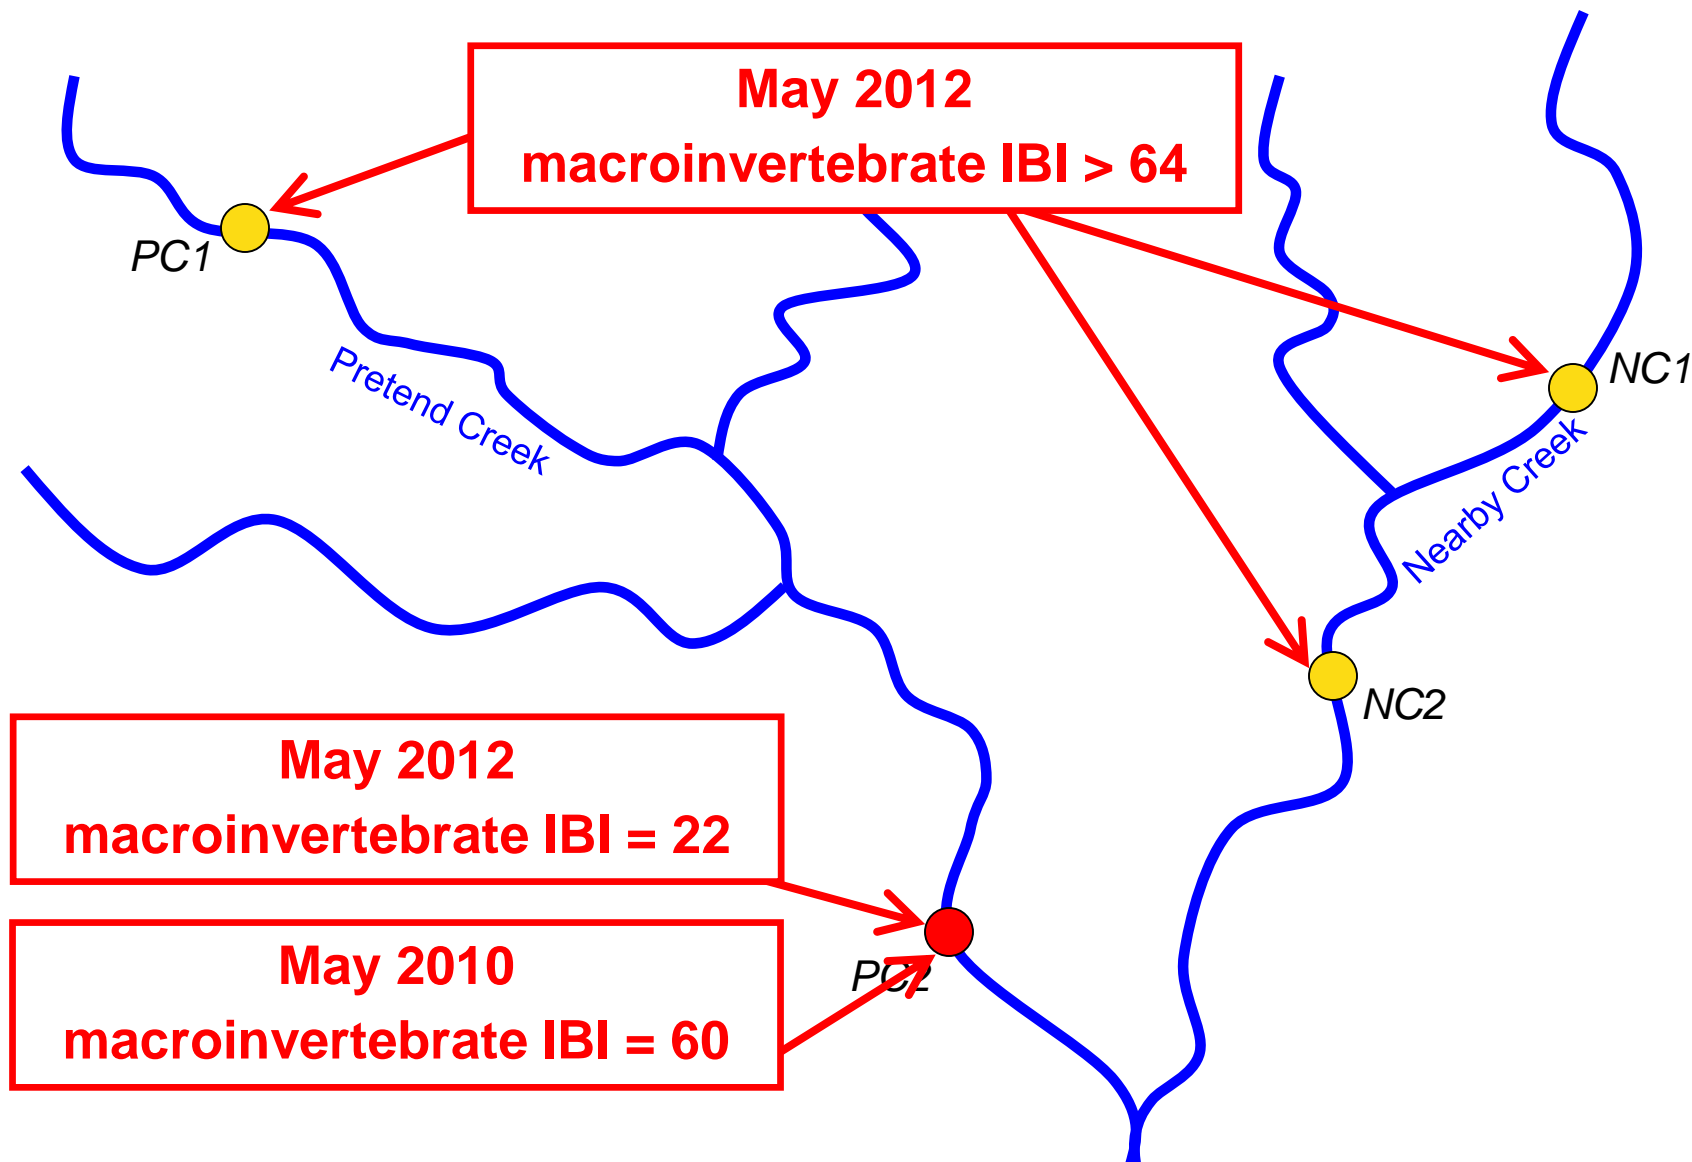 May 2012
macroinvertebrate IBI > 64
PC1
Pretend Creek
NC1
Nearby Creek
NC2
May 2012
macroinvertebrate IBI = 22
PC2
May 2010
macroinvertebrate IBI = 60